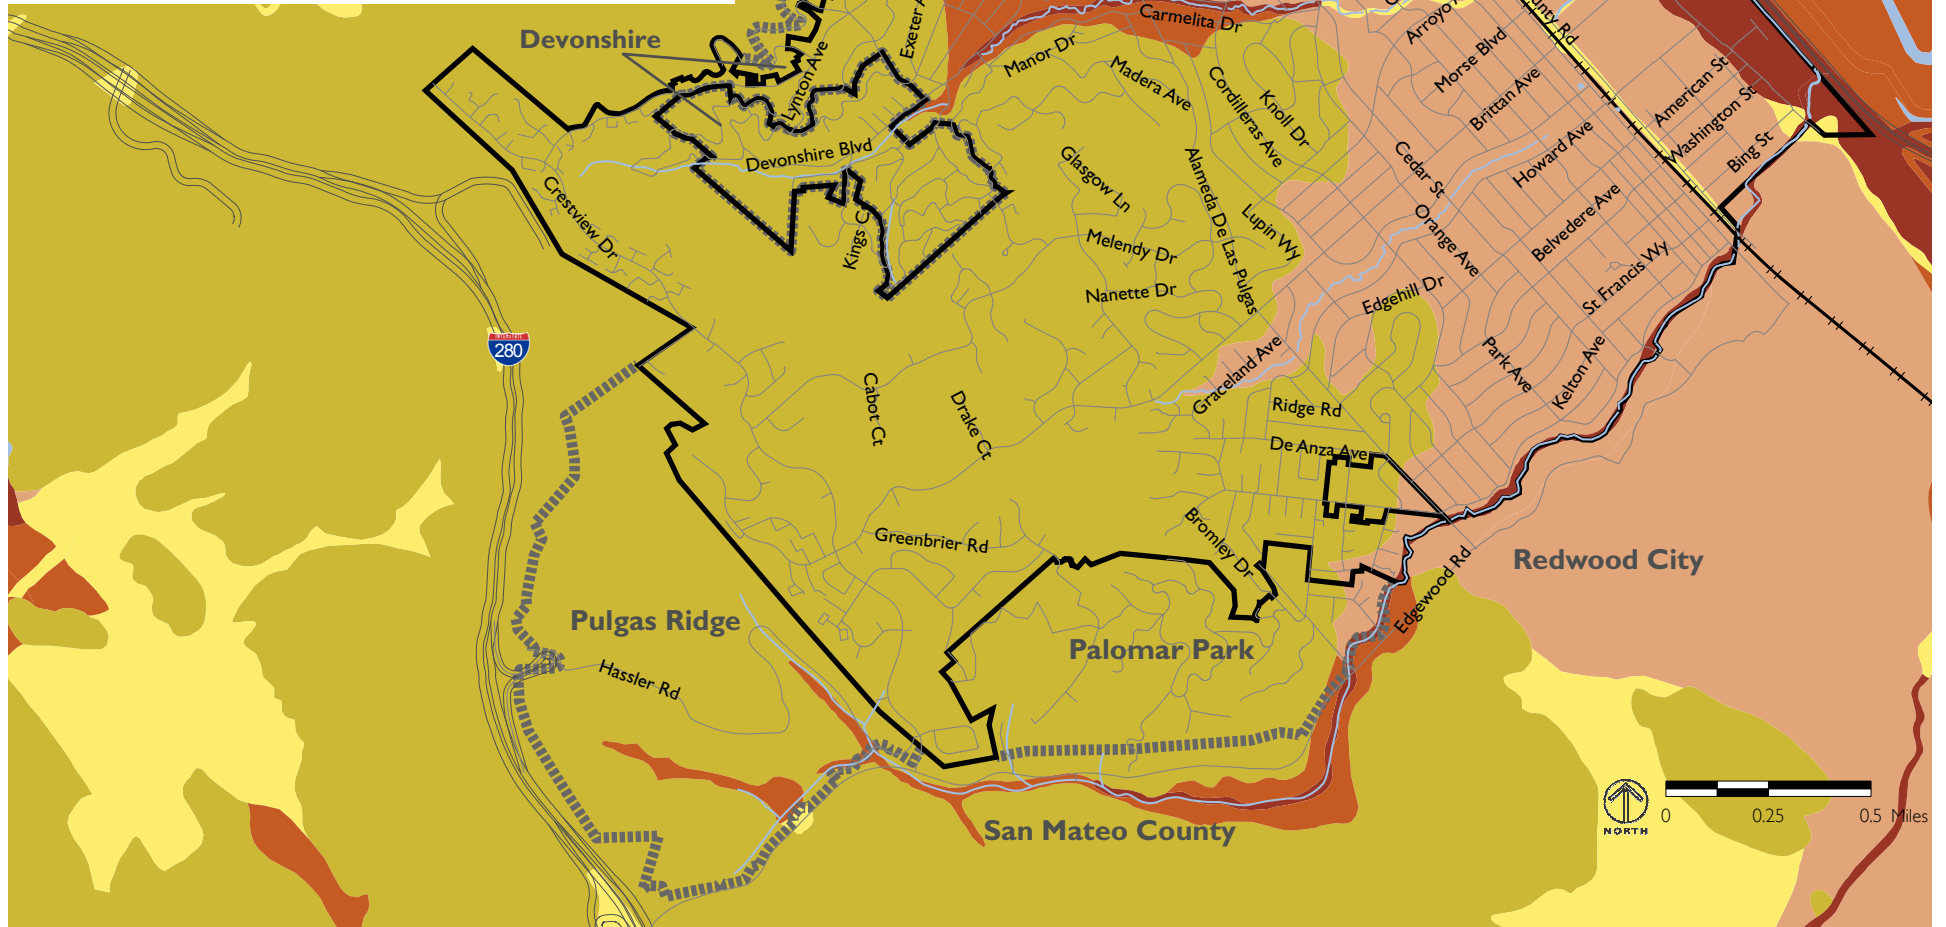 Devonshire
Lynton Ave
Exeter
Carmelita Dr
Manor Dr
Madera Ave
Cordilleras Ave
Knoll Dr
Arroyo
unty Rd
Morse Blvd
Brittan Ave
American St
Washington St
Bing St
Howard Ave
Cedar St
Orange Ave
Belvedere Ave
St Francis Wy
Devonshire Blvd
Crestview Dr
Kings C
Glasgow Ln
Melendy Dr
Nanette Dr
Alameda De Las Pulgas
Lupin Wy
Edgehill Dr
Park Ave
Kelton Ave
280
Graceland Ave
Ridge Rd
De Anza Ave
Cabot Ct
Drake Ct
Greenbrier Rd
Bromley Dr
Edgewood Rd
Redwood City
Pulgas Ridge
Hassler Rd
Palomar Park
San Mateo County
NORTH
0 0.25 0.5 Miles